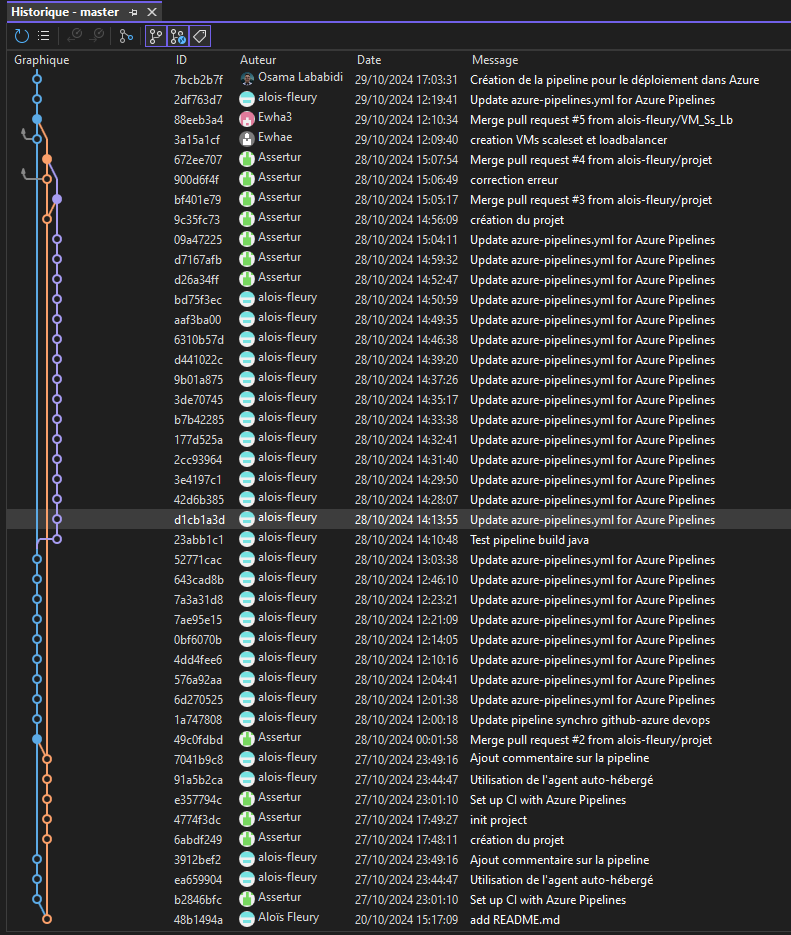 Historique - master
Graphique ID Auteur Date Message
7bcb2b7f Osama Lababidi 29/10/2024 17:03:31 Création de la pipeline pour le déploiement dans Azure
2df763d7 alois-fleury 29/10/2024 12:19:41 Update azure-pipelines.yml for Azure Pipelines
88eeb3a4 Ewha3 29/10/2024 12:10:34 Merge pull request #5 from alois-fleury/VM_Ss_Lb
3a15a1cf Ewhae 29/10/2024 12:09:40 creation VMs scaleset et loadbalancer
672ee707 Assertur 28/10/2024 15:07:54 Merge pull request #4 from alois-fleury/projet
900d6f4f Assertur 28/10/2024 15:06:49 correction erreur
bf401e79 Assertur 28/10/2024 15:05:17 Merge pull request #3 from alois-fleury/projet
9c35fc73 Assertur 28/10/2024 14:56:09 création du projet
09a47225 Assertur 28/10/2024 15:04:11 Update azure-pipelines.yml for Azure Pipelines
d7167afb Assertur 28/10/2024 14:59:32 Update azure-pipelines.yml for Azure Pipelines
d26a34ff Assertur 28/10/2024 14:52:47 Update azure-pipelines.yml for Azure Pipelines
bd75f3ec alois-fleury 28/10/2024 14:50:59 Update azure-pipelines.yml for Azure Pipelines
aaf3ba00 alois-fleury 28/10/2024 14:49:35 Update azure-pipelines.yml for Azure Pipelines
6310b57d alois-fleury 28/10/2024 14:46:38 Update azure-pipelines.yml for Azure Pipelines
d441022c alois-fleury 28/10/2024 14:39:20 Update azure-pipelines.yml for Azure Pipelines
9b01a875 alois-fleury 28/10/2024 14:37:26 Update azure-pipelines.yml for Azure Pipelines
3de70745 alois-fleury 28/10/2024 14:35:17 Update azure-pipelines.yml for Azure Pipelines
b7b42285 alois-fleury 28/10/2024 14:33:38 Update azure-pipelines.yml for Azure Pipelines
177d525a alois-fleury 28/10/2024 14:32:41 Update azure-pipelines.yml for Azure Pipelines
2cc93964 alois-fleury 28/10/2024 14:31:40 Update azure-pipelines.yml for Azure Pipelines
3e4197c1 alois-fleury 28/10/2024 14:29:50 Update azure-pipelines.yml for Azure Pipelines
42d6b385 alois-fleury 28/10/2024 14:28:07 Update azure-pipelines.yml for Azure Pipelines
d1cb1a3d alois-fleury 28/10/2024 14:13:55 Update azure-pipelines.yml for Azure Pipelines
23abb1c1 alois-fleury 28/10/2024 14:10:48 Test pipeline build java
52771cac alois-fleury 28/10/2024 13:03:38 Update azure-pipelines.yml for Azure Pipelines
643cad8b alois-fleury 28/10/2024 12:46:10 Update azure-pipelines.yml for Azure Pipelines
7a3a31d8 alois-fleury 28/10/2024 12:23:21 Update azure-pipelines.yml for Azure Pipelines
7ae95e15 alois-fleury 28/10/2024 12:21:09 Update azure-pipelines.yml for Azure Pipelines
0bf6070b alois-fleury 28/10/2024 12:14:05 Update azure-pipelines.yml for Azure Pipelines
4dd4fee6 alois-fleury 28/10/2024 12:10:16 Update azure-pipelines.yml for Azure Pipelines
576a92aa alois-fleury 28/10/2024 12:04:41 Update azure-pipelines.yml for Azure Pipelines
6d270525 alois-fleury 28/10/2024 12:01:38 Update azure-pipelines.yml for Azure Pipelines
1a747808 alois-fleury 28/10/2024 12:00:18 Update pipeline synchro github-azure devops
49c0fdbd Assertur 28/10/2024 00:01:58 Merge pull request #2 from alois-fleury/projet
7041b9c8 alois-fleury 27/10/2024 23:49:16 Ajout commentaire sur la pipeline
91a5b2ca alois-fleury 27/10/2024 23:44:47 Utilisation de l'agent auto-hébergé
e357794c Assertur 27/10/2024 23:01:10 Set up CI with Azure Pipelines
4774f3dc Assertur 27/10/2024 17:49:27 init project
6abdf249 Assertur 27/10/2024 17:48:11 création du projet
3912bef2 alois-fleury 27/10/2024 23:49:16 Ajout commentaire sur la pipeline
ea659904 alois-fleury 27/10/2024 23:44:47 Utilisation de l'agent auto-hébergé
b2846bfc Assertur 27/10/2024 23:01:10 Set up CI with Azure Pipelines
48b1494a Aloïs Fleury 20/10/2024 15:17:09 add README.md